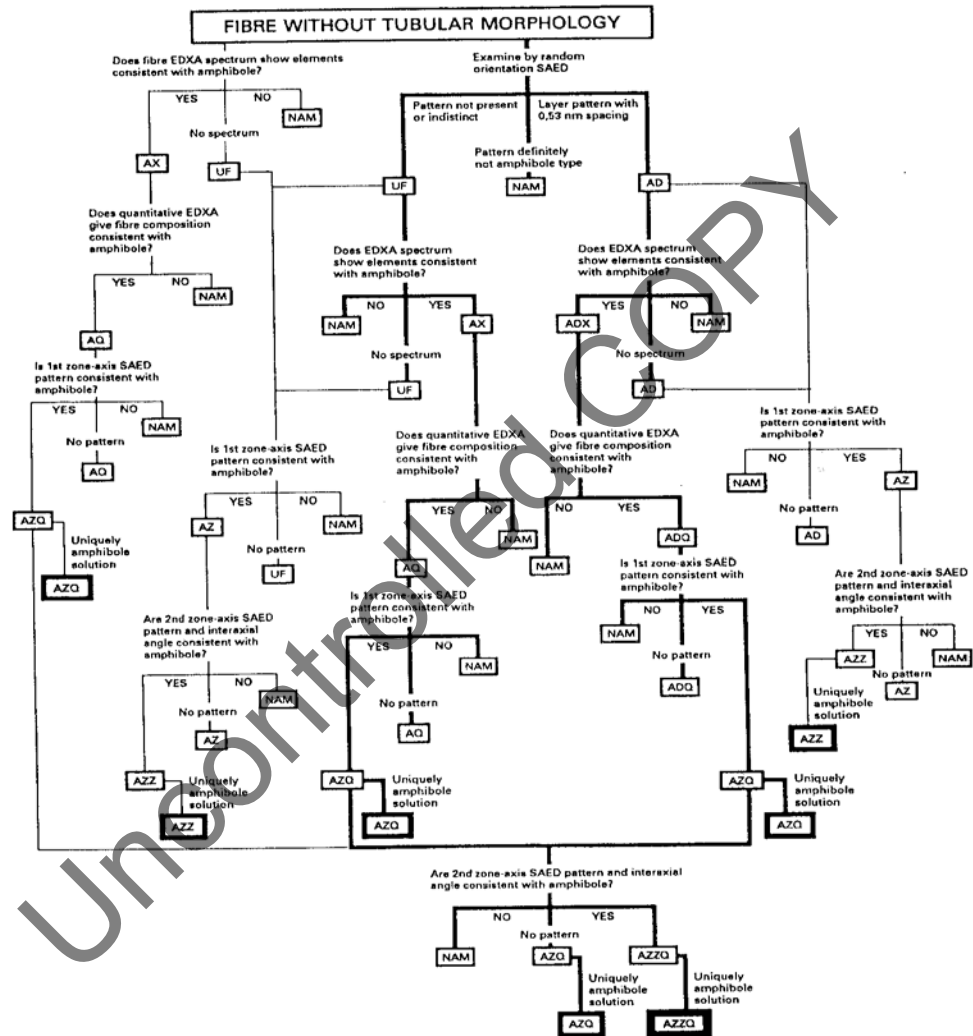 FIBRE WITHOUT TUBULAR MORPHOLOGY
Does fibre EDXA spectrum show elements
consistent with amphibole?
YES
NO
NAM
No spectrum
AX
UF
Does quantitative EDXA
give fibre composition
consistent with
amphibole?
YES
NO
NAM
AQ
Is 1st zone-axis SAED
pattern consistent with
amphibole?
YES
NO
NAM
No pattern
AQ
AZQ
Uniquely
amphibole
solution
AZQ
Is 1st zone-axis SAED
pattern consistent with
amphibole?
YES
NO
AZ
NAM
No pattern
UF
Are 2nd zone-axis SAED
pattern and interaxial
angle consistent with
amphibole?
YES
NO
NAM
No pattern
AZ
AZZ
Uniquely
amphibole
solution
AZZ
Examine by random
orientation SAED
Pattern not present
or indistinct
Layer pattern with
0,53 nm spacing
Pattern definitely
not amphibole type
UF
NAM
AD
Does EDXA spectrum
show elements consistent
with amphibole?
NO
YES
NAM
AX
No spectrum
UF
Does quantitative EDXA
give fibre composition
consistent with
amphibole?
YES
NO
NAM
AQ
Is 1st zone-axis SAED
pattern consistent with
amphibole?
YES
NO
NAM
No pattern
AQ
AZQ
Uniquely
amphibole
solution
AZQ
Does EDXA spectrum
show elements consistent
with amphibole?
YES
NO
ADX
NAM
No spectrum
AD
Does quantitative EDXA
give fibre composition
consistent with
amphibole?
NO
YES
NAM
ADQ
Is 1st zone-axis SAED
pattern consistent with
amphibole?
NO
YES
NAM
No pattern
ADQ
AZQ
Uniquely
amphibole
solution
AZQ
Is 1st zone-axis SAED
pattern consistent with
amphibole?
NO
YES
NAM
AZ
No pattern
AD
Are 2nd zone-axis SAED
pattern and interaxial
angle consistent with
amphibole?
YES
NO
AZZ
NAM
No pattern
AZ
Uniquely
amphibole
solution
AZZ
Are 2nd zone-axis SAED pattern and interaxial
angle consistent with amphibole?
NO
YES
No pattern
NAM
AZQ
AZZQ
Uniquely
amphibole
solution
AZQ
Uniquely
amphibole
solution
AZZQ
Uncontrolled COPY